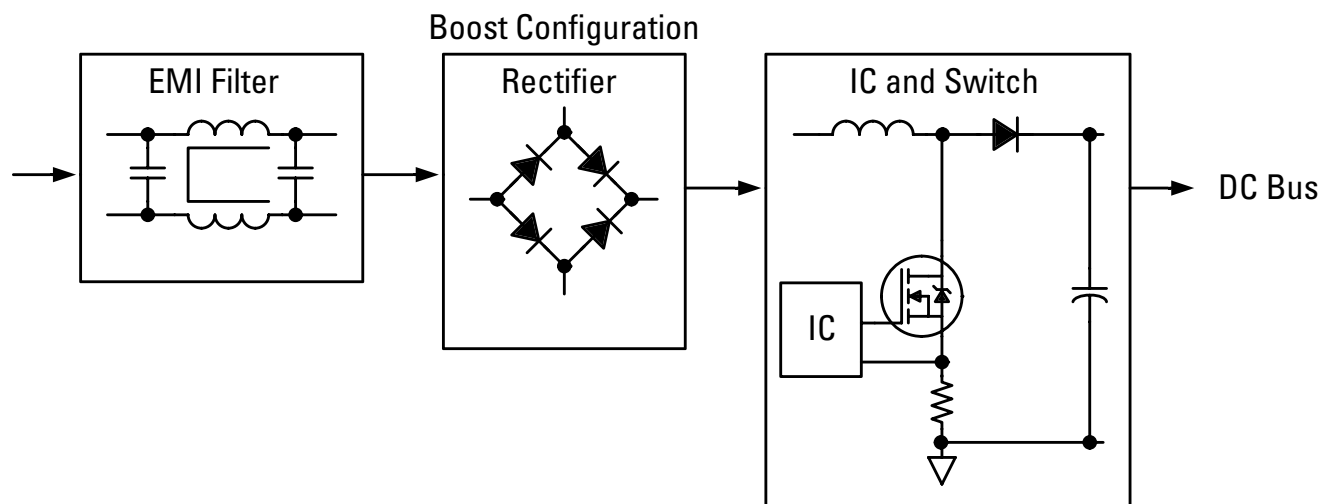 Boost Configuration
EMI Filter
Rectifier
IC and Switch
DC Bus
IC